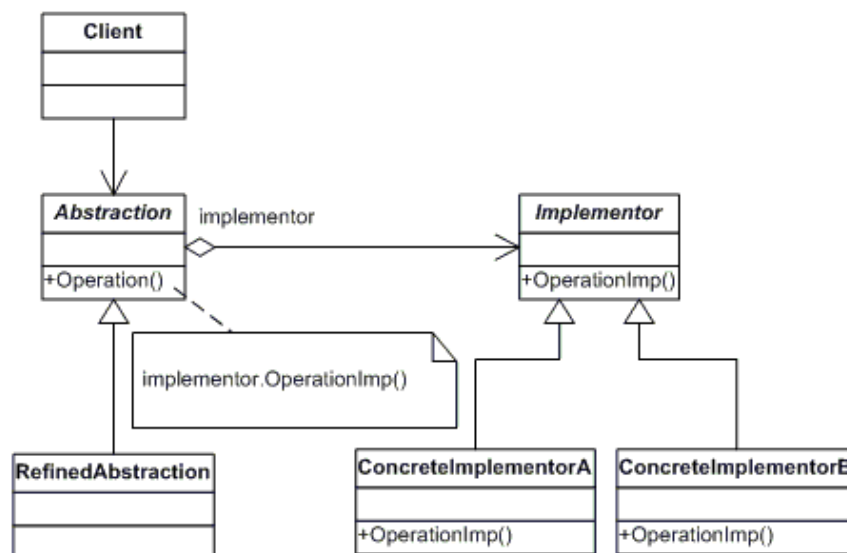 Client
Abstraction
implementor
Implementor
+Operation()
+OperationImp()
implementor.OperationImp()
RefinedAbstraction
ConcreteImplementorA
ConcreteImplementorB
+OperationImp()
+OperationImp()